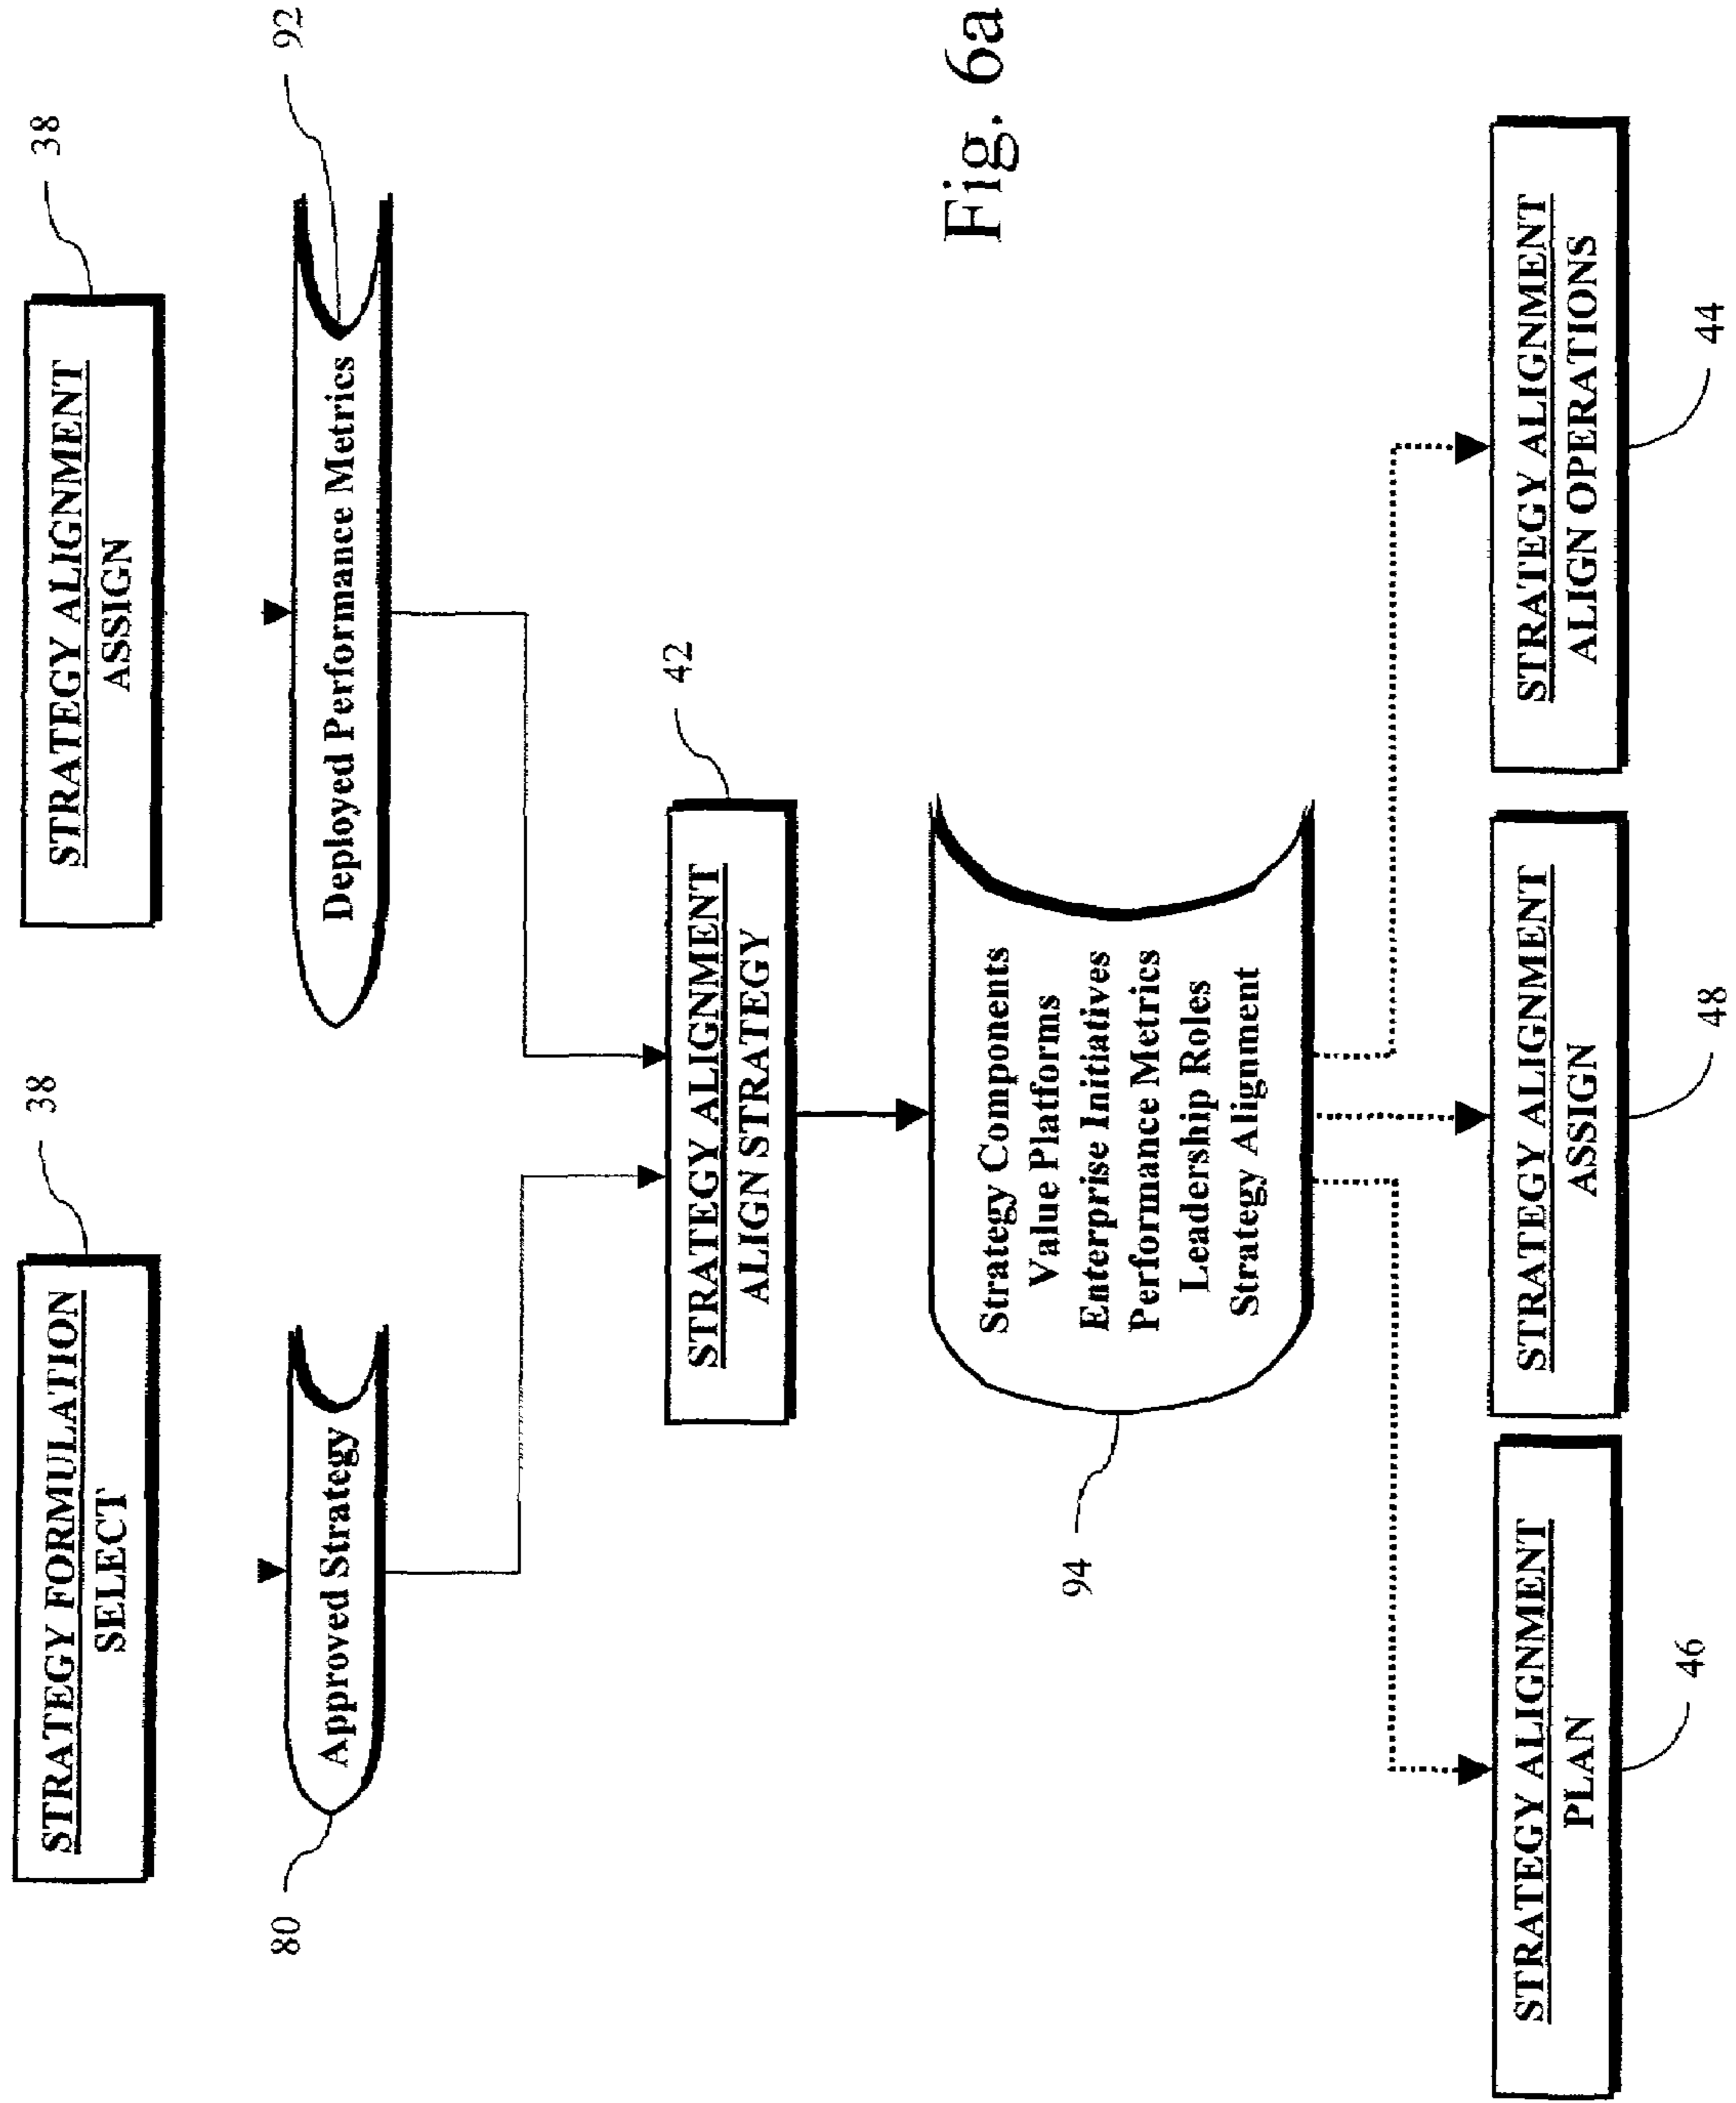 38
38
STRATEGY FORMULATION
SELECT
STRATEGY ALIGNMENT
ASSIGN
80
92
Approved Strategy
Deployed Performance Metrics
42
STRATEGY ALIGNMENT
ALIGN STRATEGY
94
Strategy Components
Value Platforms
Enterprise Initiatives
Performance Metrics
Leadership Roles
Strategy Alignment
Fig. 6a
STRATEGY ALIGNMENT
PLAN
STRATEGY ALIGNMENT
ASSIGN
STRATEGY ALIGNMENT
ALIGN OPERATIONS
46
48
44